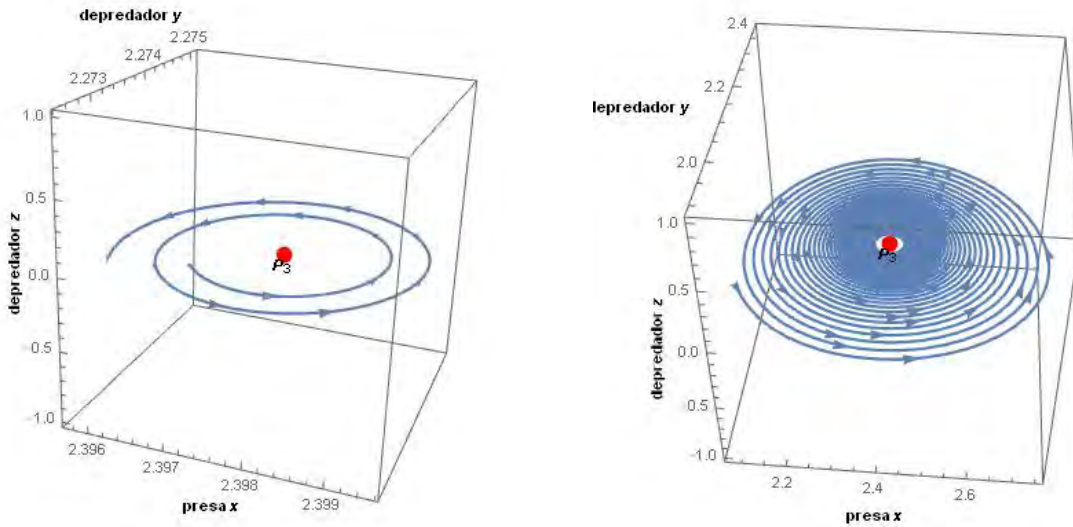 depredador y
2.275
2.274
2.273
1.0
0.5
0.0
-0.5
-1.0
depredador z
P3
2.396
2.397
2.398
2.399
presa x
2.4
2.2
lepredador y
2.0
1.0
0.5
0.0
-0.5
-1.0
depredador z
P3
2.2
2.4
2.6
presa x